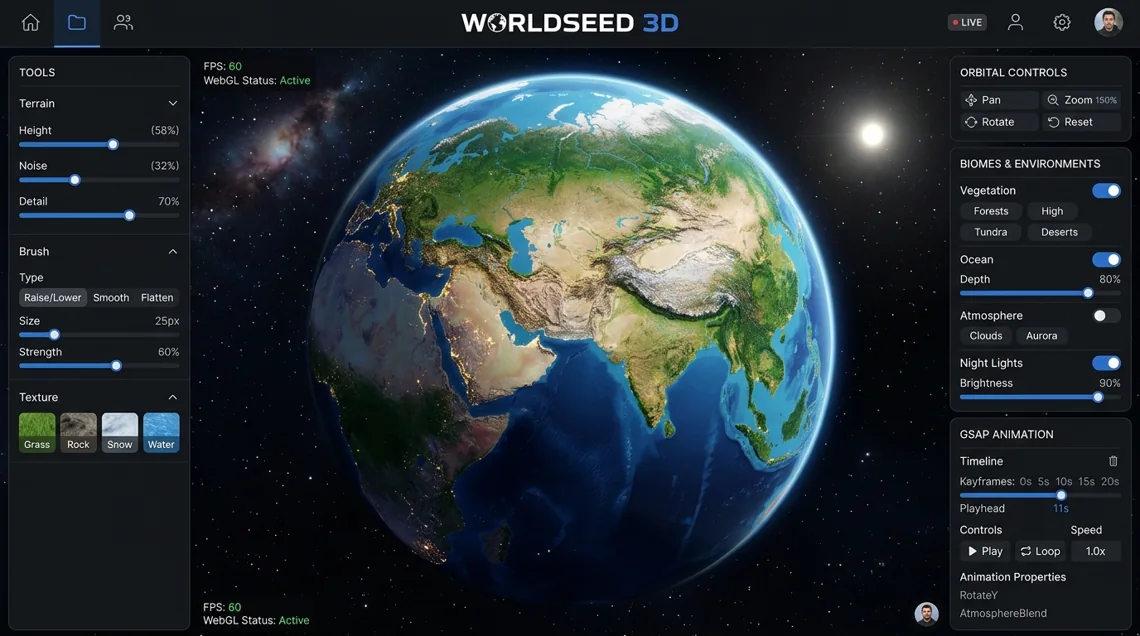 WORLDSEED 3D
LIVE
TOOLS
Terrain
Height (58%)
Noise (32%)
Detail 70%
Brush
Type
Raise/Lower Smooth Flatten
Size 25px
Strength 60%
Texture
Grass Rock Snow Water
FPS: 60
WebGL Status: Active
FPS: 60
WebGL Status: Active
ORBITAL CONTROLS
Pan Zoom 150%
Rotate Reset
BIOMES & ENVIRONMENTS
Vegetation
Forests High
Tundra Deserts
Ocean
Depth 80%
Atmosphere
Clouds Aurora
Night Lights
Brightness 90%
GSAP ANIMATION
Timeline
Kayframes: 0s 5s 10s 15s 20s
Playhead 11s
Controls Speed
Play Loop 1.0x
Animation Properties
RotateY
AtmosphereBlend